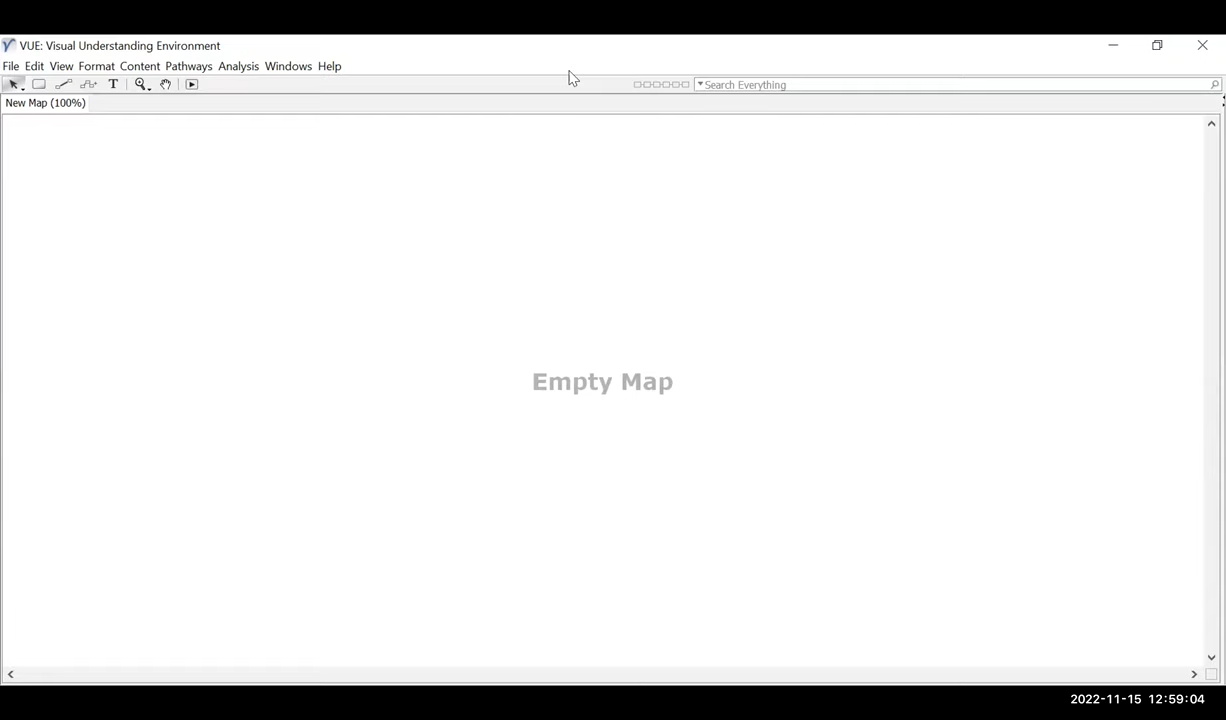 VUE: Visual Understanding Environment
File Edit View Format Content Pathways Analysis Windows Help
T Search Everything
New Map (100%)
Empty Map
2022-11-15 12:59:04